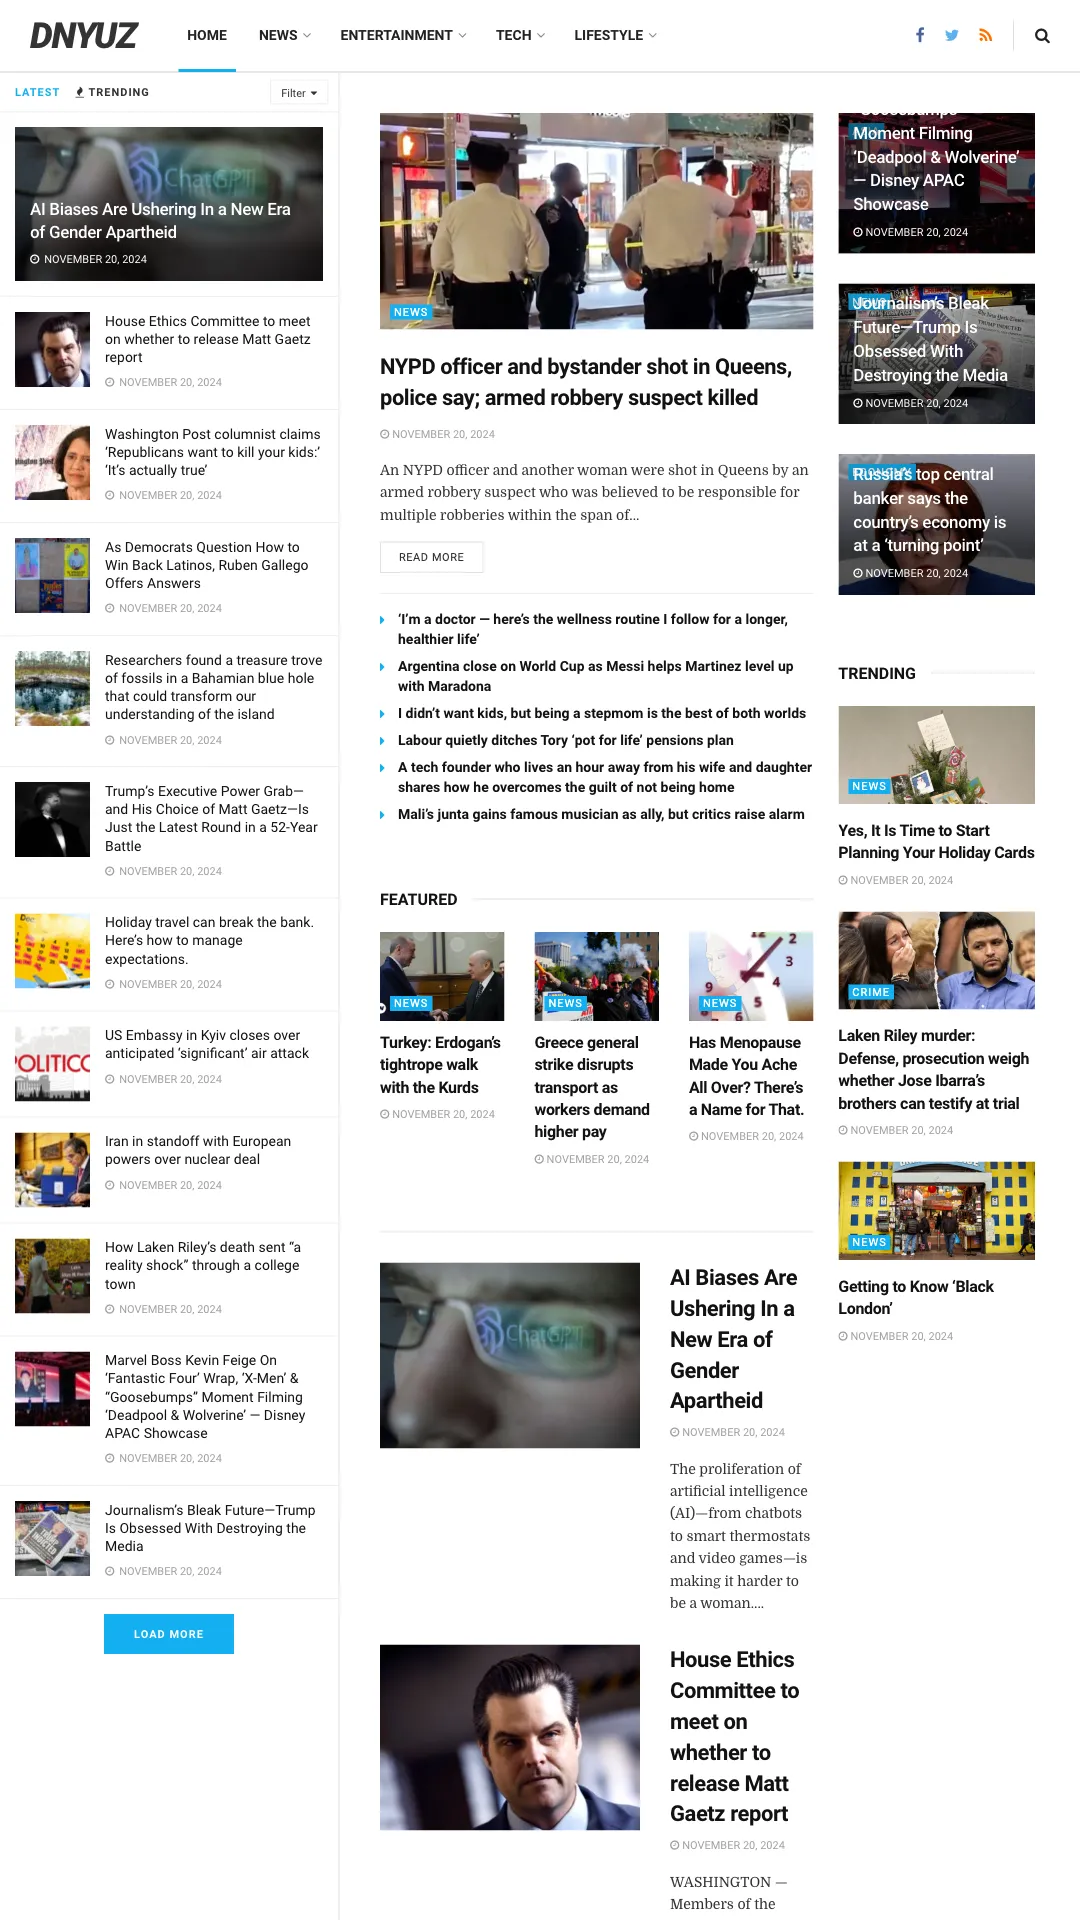 DNYUZ
HOME
NEWS
ENTERTAINMENT
TECH
LIFESTYLE
LATEST
TRENDING
Filter
AI Biases Are Ushering In a New Era
of Gender Apartheid
NOVEMBER 20, 2024
House Ethics Committee to meet
on whether to release Matt Gaetz
report
NOVEMBER 20, 2024
Washington Post columnist claims
‘Republicans want to kill your kids:’
‘It’s actually true’
NOVEMBER 20, 2024
As Democrats Question How to
Win Back Latinos, Ruben Gallego
Offers Answers
NOVEMBER 20, 2024
Researchers found a treasure trove
of fossils in a Bahamian blue hole
that could transform our
understanding of the island
NOVEMBER 20, 2024
Trump’s Executive Power Grab—
and His Choice of Matt Gaetz—Is
Just the Latest Round in a 52-Year
Battle
NOVEMBER 20, 2024
Holiday travel can break the bank.
Here’s how to manage
expectations.
NOVEMBER 20, 2024
POLITICO
US Embassy in Kyiv closes over
anticipated ‘significant’ air attack
NOVEMBER 20, 2024
Iran in standoff with European
powers over nuclear deal
NOVEMBER 20, 2024
How Laken Riley’s death sent “a
reality shock” through a college
town
NOVEMBER 20, 2024
Marvel Boss Kevin Feige On
‘Fantastic Four’ Wrap, ‘X-Men’ &
“Goosebumps” Moment Filming
‘Deadpool & Wolverine’ — Disney
APAC Showcase
NOVEMBER 20, 2024
Journalism’s Bleak Future—Trump
Is Obsessed With Destroying the
Media
NOVEMBER 20, 2024
LOAD MORE
NEWS
NYPD officer and bystander shot in Queens,
police say; armed robbery suspect killed
NOVEMBER 20, 2024
An NYPD officer and another woman were shot in Queens by an
armed robbery suspect who was believed to be responsible for
multiple robberies within the span of...
READ MORE
‘I’m a doctor — here’s the wellness routine I follow for a longer,
healthier life’
Argentina close on World Cup as Messi helps Martinez level up
with Maradona
I didn’t want kids, but being a stepmom is the best of both worlds
Labour quietly ditches Tory ‘pot for life’ pensions plan
A tech founder who lives an hour away from his wife and daughter
shares how he overcomes the guilt of not being home
Mali’s junta gains famous musician as ally, but critics raise alarm
FEATURED
NEWS
Turkey: Erdogan’s
tightrope walk
with the Kurds
NOVEMBER 20, 2024
NEWS
Greece general
strike disrupts
transport as
workers demand
higher pay
NOVEMBER 20, 2024
NEWS
Has Menopause
Made You Ache
All Over? There’s
a Name for That.
NOVEMBER 20, 2024
ChatGPT
AI Biases Are
Ushering In a
New Era of
Gender
Apartheid
NOVEMBER 20, 2024
The proliferation of
artificial intelligence
(AI)—from chatbots
to smart thermostats
and video games—is
making it harder to
be a woman....
House Ethics
Committee to
meet on
whether to
release Matt
Gaetz report
NOVEMBER 20, 2024
WASHINGTON —
Members of the
“Goosebumps”
Moment Filming
‘Deadpool & Wolverine’
— Disney APAC
Showcase
NOVEMBER 20, 2024
NEWS
Journalism’s Bleak
Future—Trump Is
Obsessed With
Destroying the Media
NOVEMBER 20, 2024
ECONOMY
Russia’s top central
banker says the
country’s economy is
at a ‘turning point’
NOVEMBER 20, 2024
TRENDING
NEWS
Yes, It Is Time to Start
Planning Your Holiday Cards
NOVEMBER 20, 2024
CRIME
Laken Riley murder:
Defense, prosecution weigh
whether Jose Ibarra’s
brothers can testify at trial
NOVEMBER 20, 2024
NEWS
Getting to Know ‘Black
London’
NOVEMBER 20, 2024